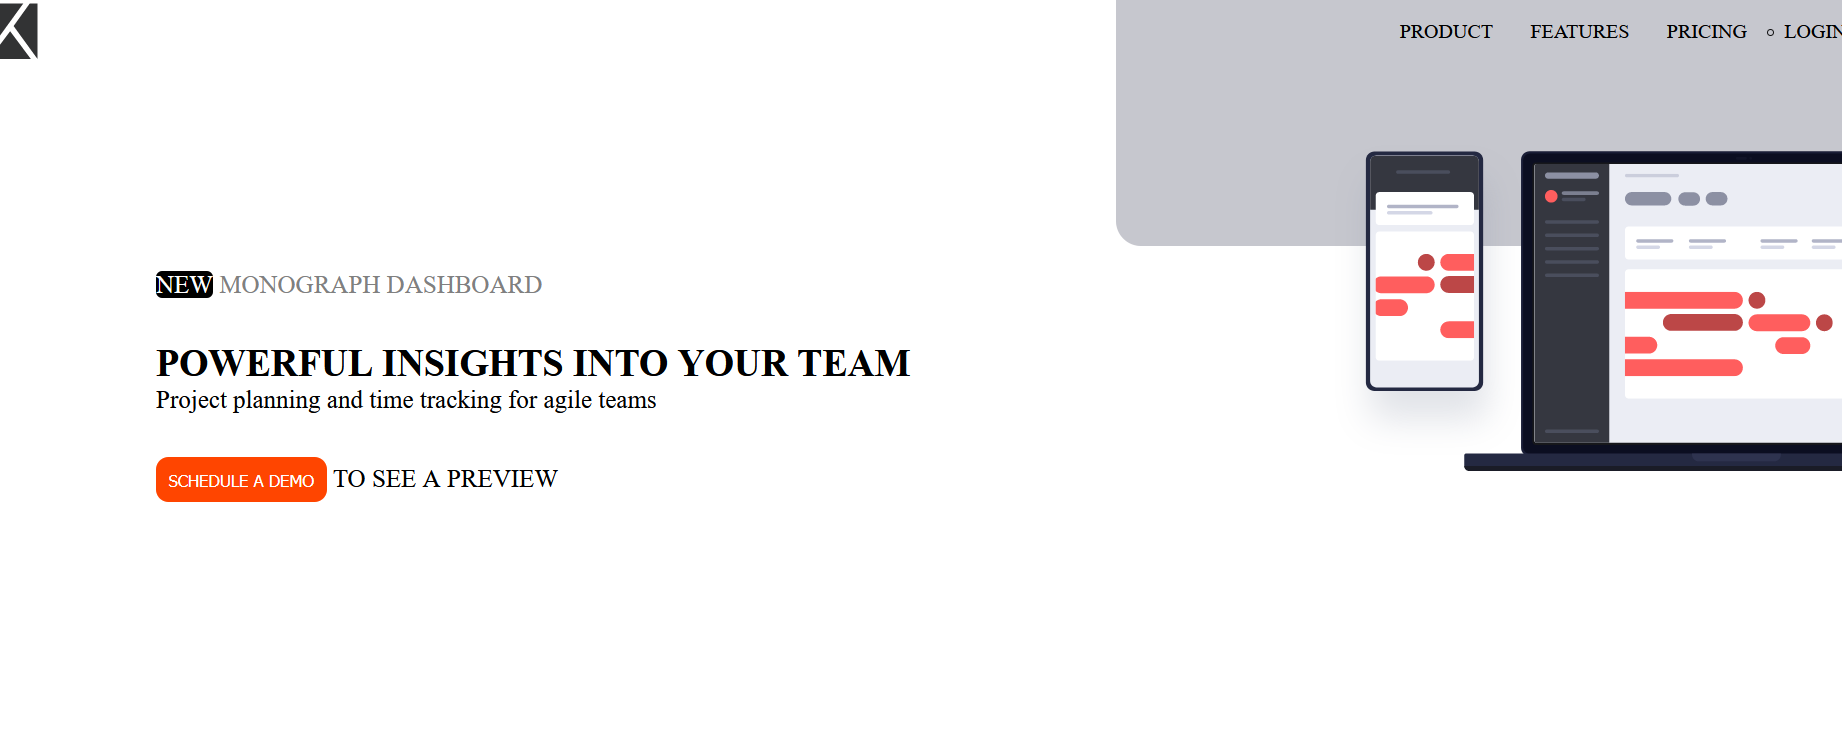 PRODUCT FEATURES PRICING LOGIN
NEW MONOGRAPH DASHBOARD
POWERFUL INSIGHTS INTO YOUR TEAM
Project planning and time tracking for agile teams
SCHEDULE A DEMO TO SEE A PREVIEW